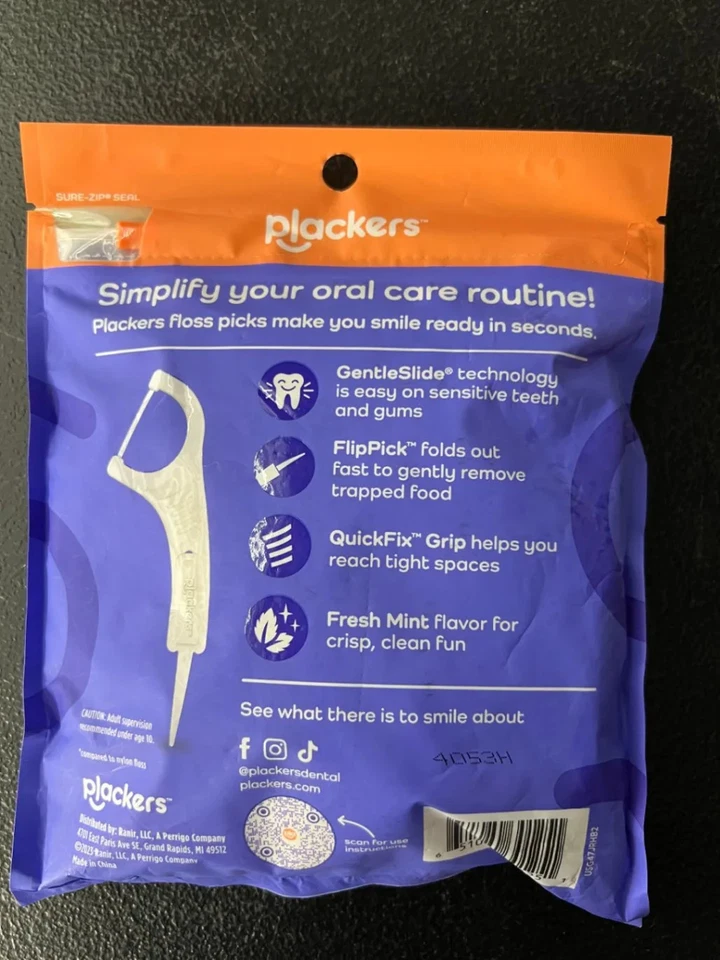 SURE-ZIP® SEAL
plackers™
Simplify your oral care routine!
Plackers floss picks make you smile ready in seconds.
GentleSlide® technology
is easy on sensitive teeth
and gums
FlipPick™ folds out
fast to gently remove
trapped food
QuickFix™ Grip helps you
reach tight spaces
Fresh Mint flavor for
crisp, clean fun
See what there is to smile about
@plackersdental
plackers.com
4053H
scan for use
instructions
CAUTION: Adult supervision
recommended under age 10.
*compared to nylon floss
plackers™
Distributed by: Ranir, LLC, A Perrigo Company
4701 East Paris Ave SE, Grand Rapids, MI 49512
©2023 Ranir, LLC, A Perrigo Company
Made in China